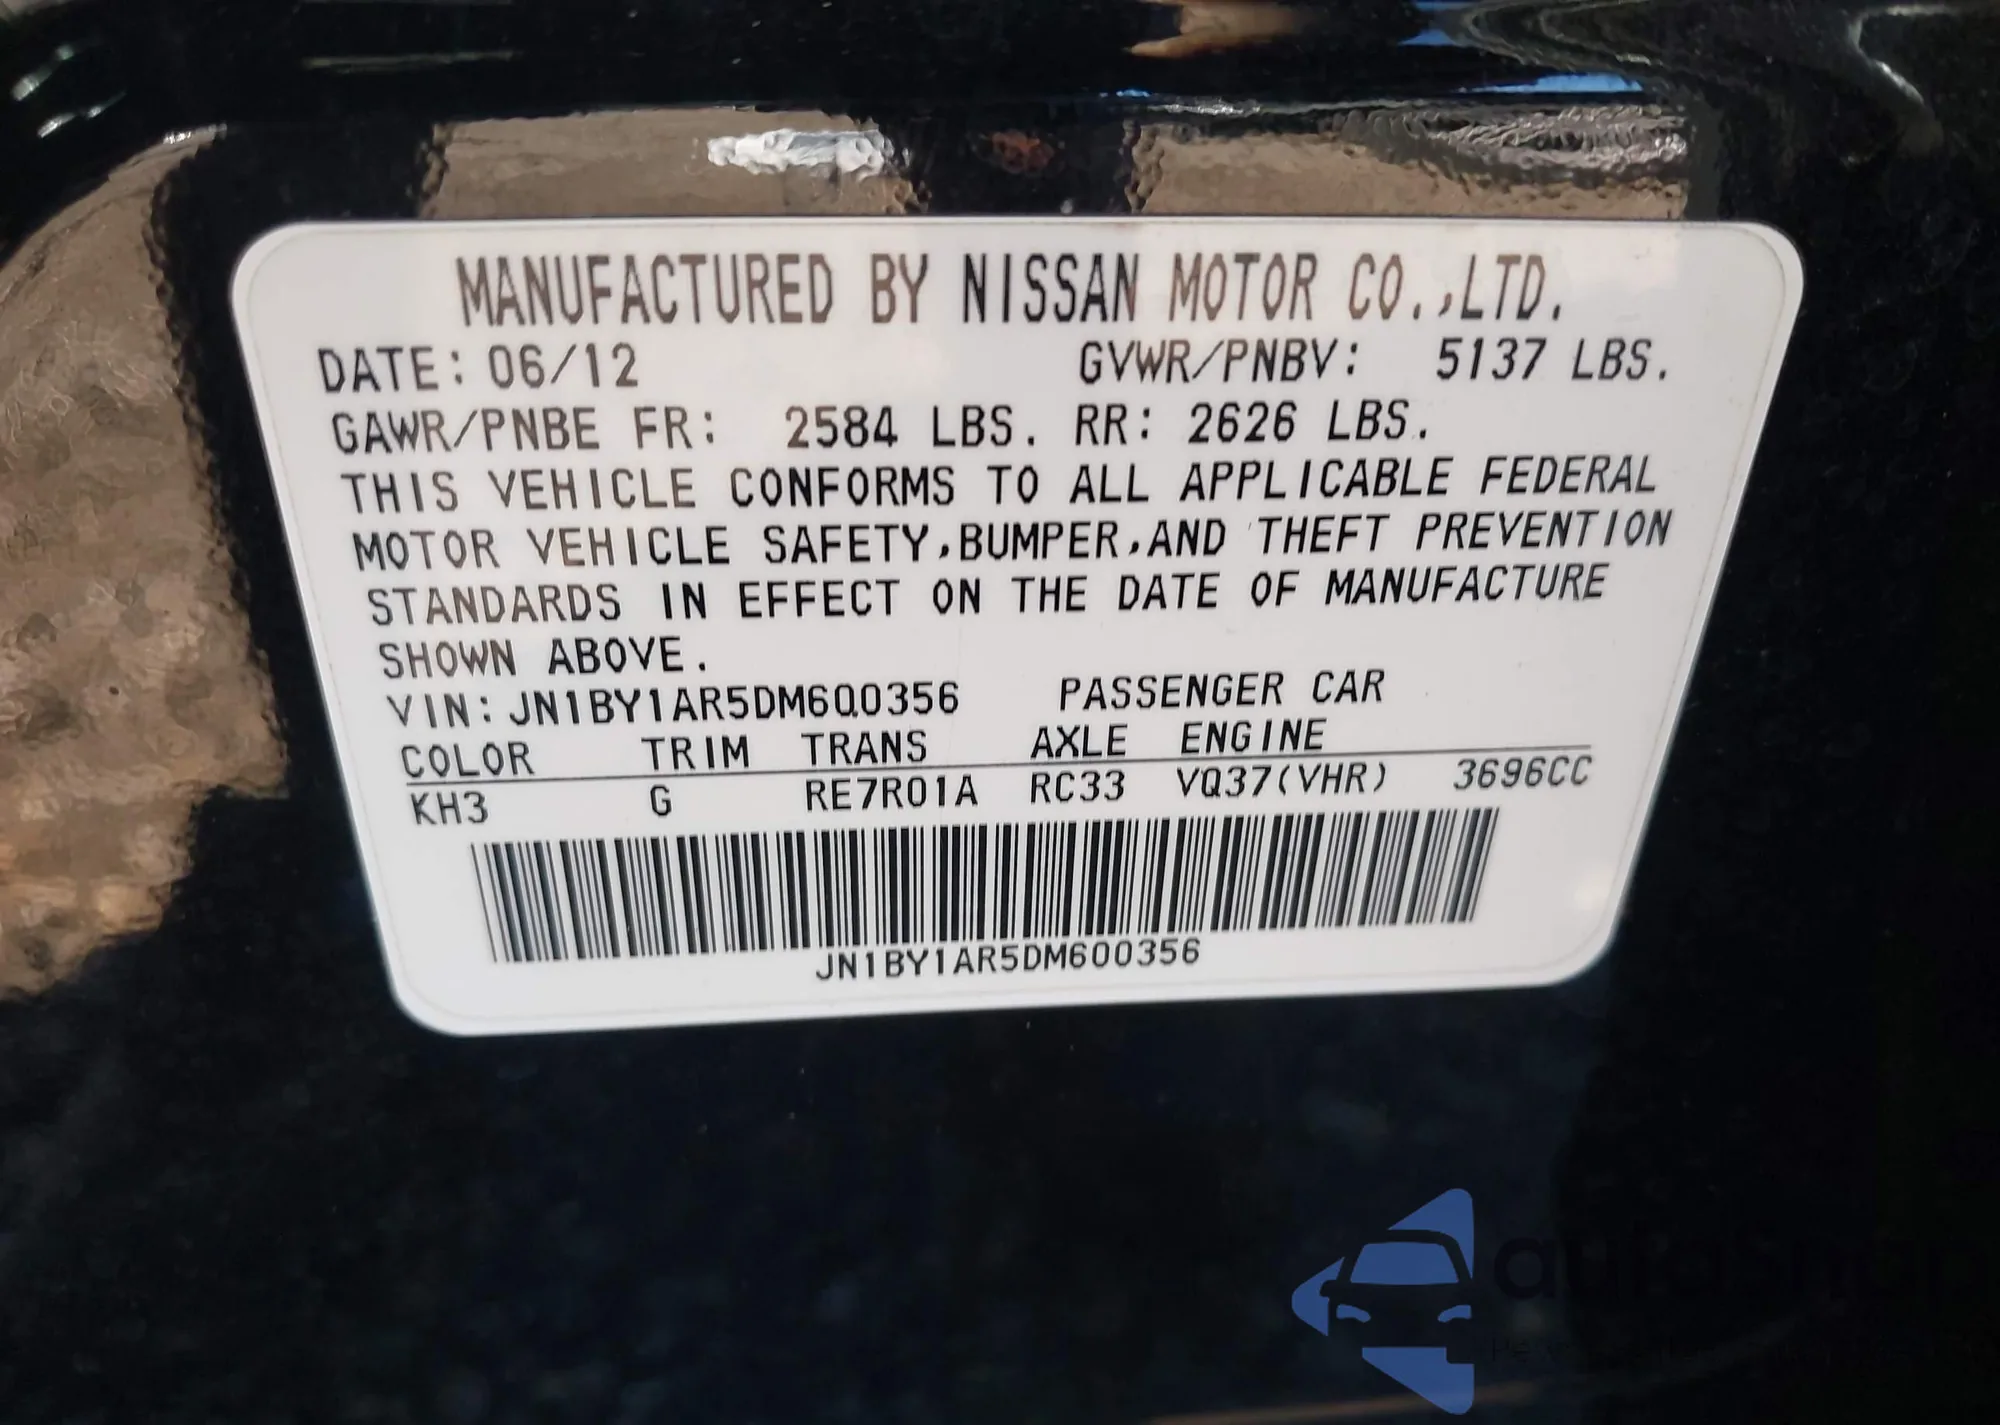 MANUFACTURED BY NISSAN MOTOR CO.,LTD.
DATE: 06/12 GVWR/PNBV: 5137 LBS.
GAWR/PNBE FR: 2584 LBS. RR: 2626 LBS.
THIS VEHICLE CONFORMS TO ALL APPLICABLE FEDERAL
MOTOR VEHICLE SAFETY,BUMPER,AND THEFT PREVENTION
STANDARDS IN EFFECT ON THE DATE OF MANUFACTURE
SHOWN ABOVE.
VIN: JN1BY1AR5DM600356 PASSENGER CAR
COLOR TRIM TRANS AXLE ENGINE
KH3 G RE7R01A RC33 VQ37(VHR) 3696CC
JN1BY1AR5DM600356